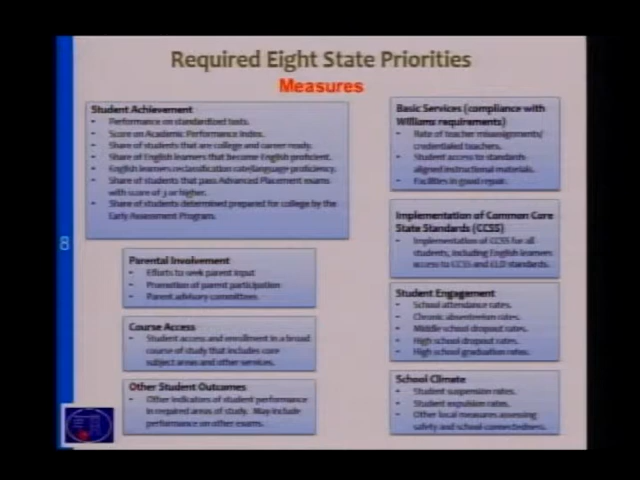 Required Eight State Priorities
Measures
Student Achievement
• Performance on standardized tests.
• Score on Academic Performance Index.
• Share of students that are college and career ready.
• Share of English learners that become English proficient.
• English learners reclassification rate/language proficiency.
• Share of students that pass Advanced Placement exams
with score of 3 or higher.
• Share of students determined prepared for college by the
Early Assessment Program.
Parental Involvement
• Efforts to seek parent input
• Promotion of parent participation
• Parent advisory committees
Course Access
• Student access and enrollment in a broad
course of study that includes core
subject areas and other services.
Other Student Outcomes
• Other indicators of student performance
in required areas of study. May include
performance on other exams.
Basic Services (compliance with
Williams requirements)
• Rate of teacher misassignments/
credentialed teachers.
• Student access to standards-
aligned instructional materials.
• Facilities in good repair.
Implementation of Common Core
State Standards (CCSS)
• Implementation of CCSS for all
students, including English learners
access to CCSS and ELD standards.
Student Engagement
• School attendance rates.
• Chronic absenteeism rates.
• Middle school dropout rates.
• High school dropout rates.
• High school graduation rates.
School Climate
• Student suspension rates.
• Student expulsion rates.
• Other local measures assessing
safety and school connectedness.
8